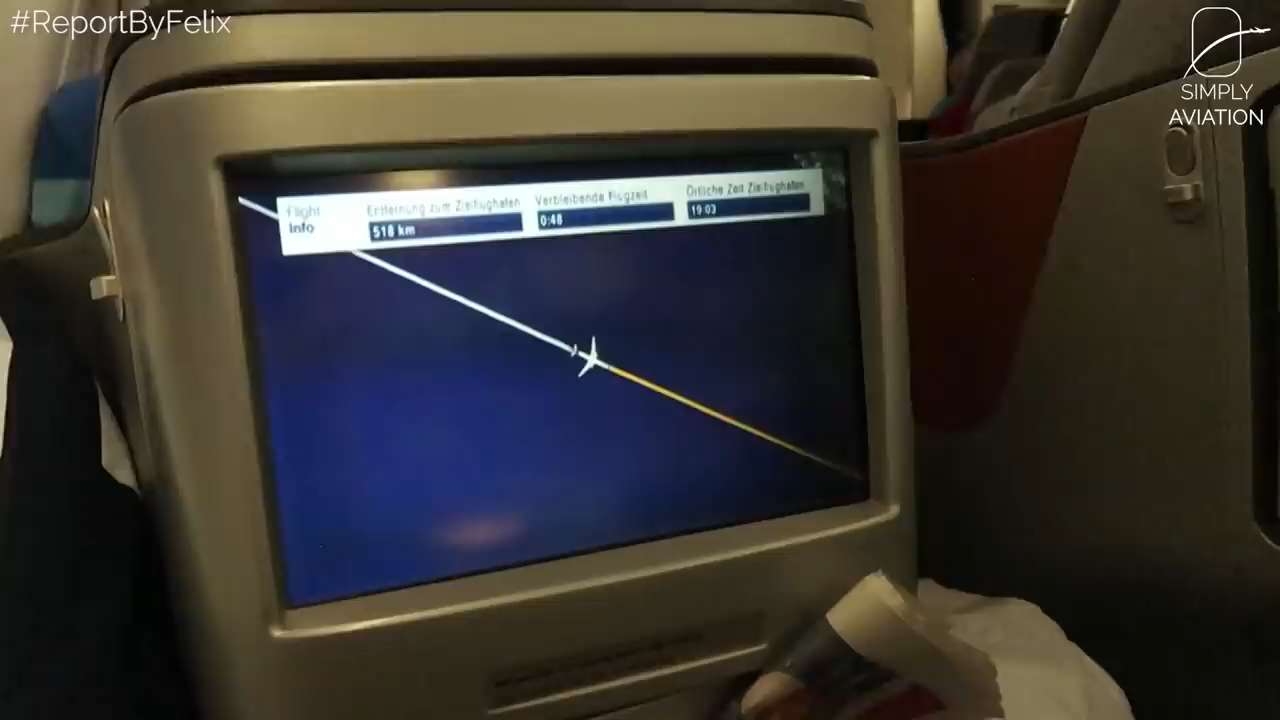 #ReportByFelix
SIMPLY
AVIATION
Flight
Info
Entfernung zum Zielflughafen
518 km
Verbleibende Flugzeit
0:48
Örtliche Zeit Zielflughafen
19:03